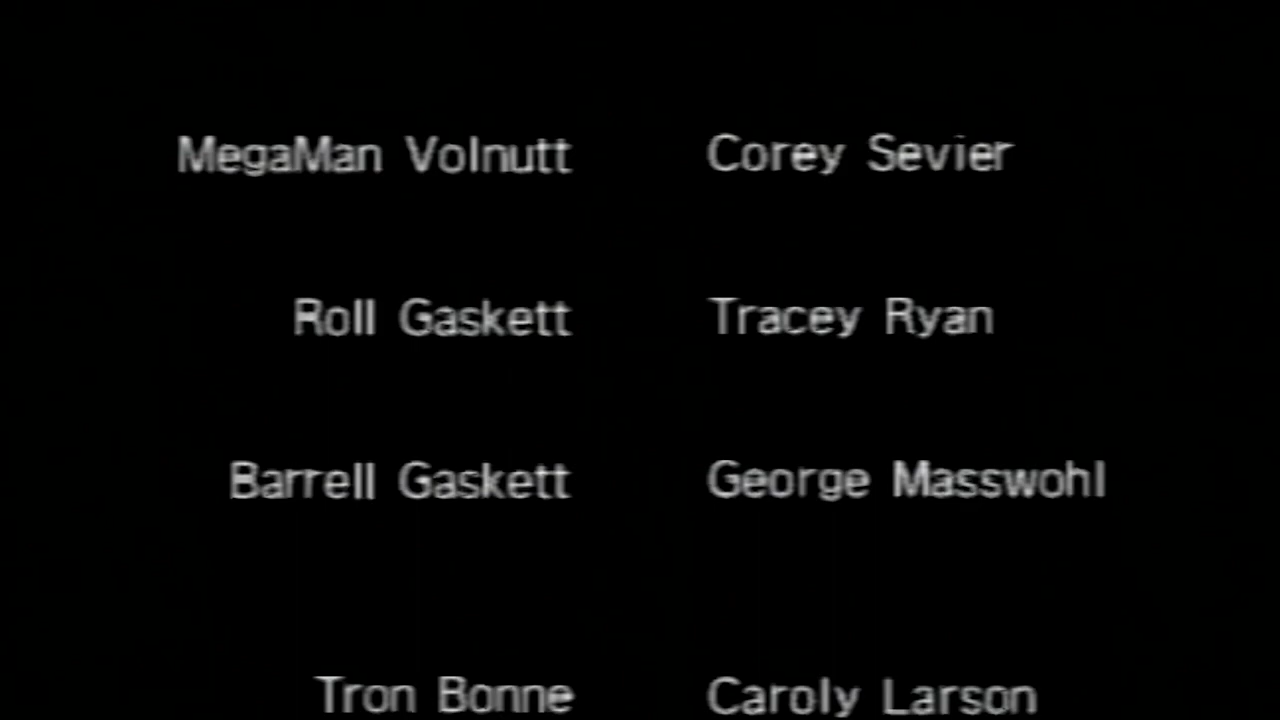 MegaMan Volnutt Corey Sevier
Roll Gaskett Tracey Ryan
Barrell Gaskett George Masswohl
Tron Bonne Caroly Larson